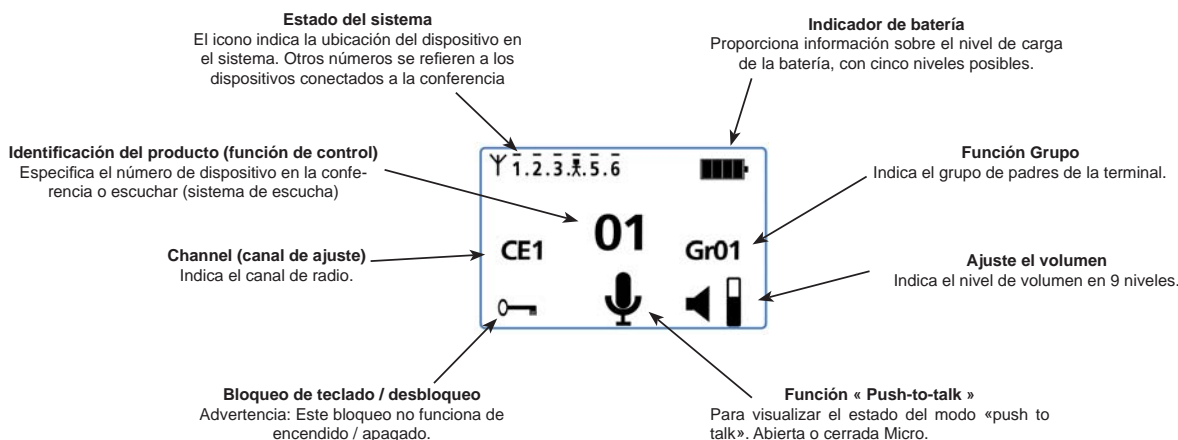 Estado del sistema
El icono indica la ubicación del dispositivo en
el sistema. Otros números se refieren a los
dispositivos conectados a la conferencia
Indicador de batería
Proporciona información sobre el nivel de carga
de la batería, con cinco niveles posibles.
Identificación del producto (función de control)
Especifica el número de dispositivo en la confe-
rencia o escuchar (sistema de escucha)
Función Grupo
Indica el grupo de padres de la terminal.
1.2.3. .5.6
01
CE1
Gr01
Channel (canal de ajuste)
Indica el canal de radio.
Ajuste el volumen
Indica el nivel de volumen en 9 niveles.
Bloqueo de teclado / desbloqueo
Advertencia: Este bloqueo no funciona de
encendido / apagado.
Función « Push-to-talk »
Para visualizar el estado del modo «push to
talk». Abierta o cerrada Micro.